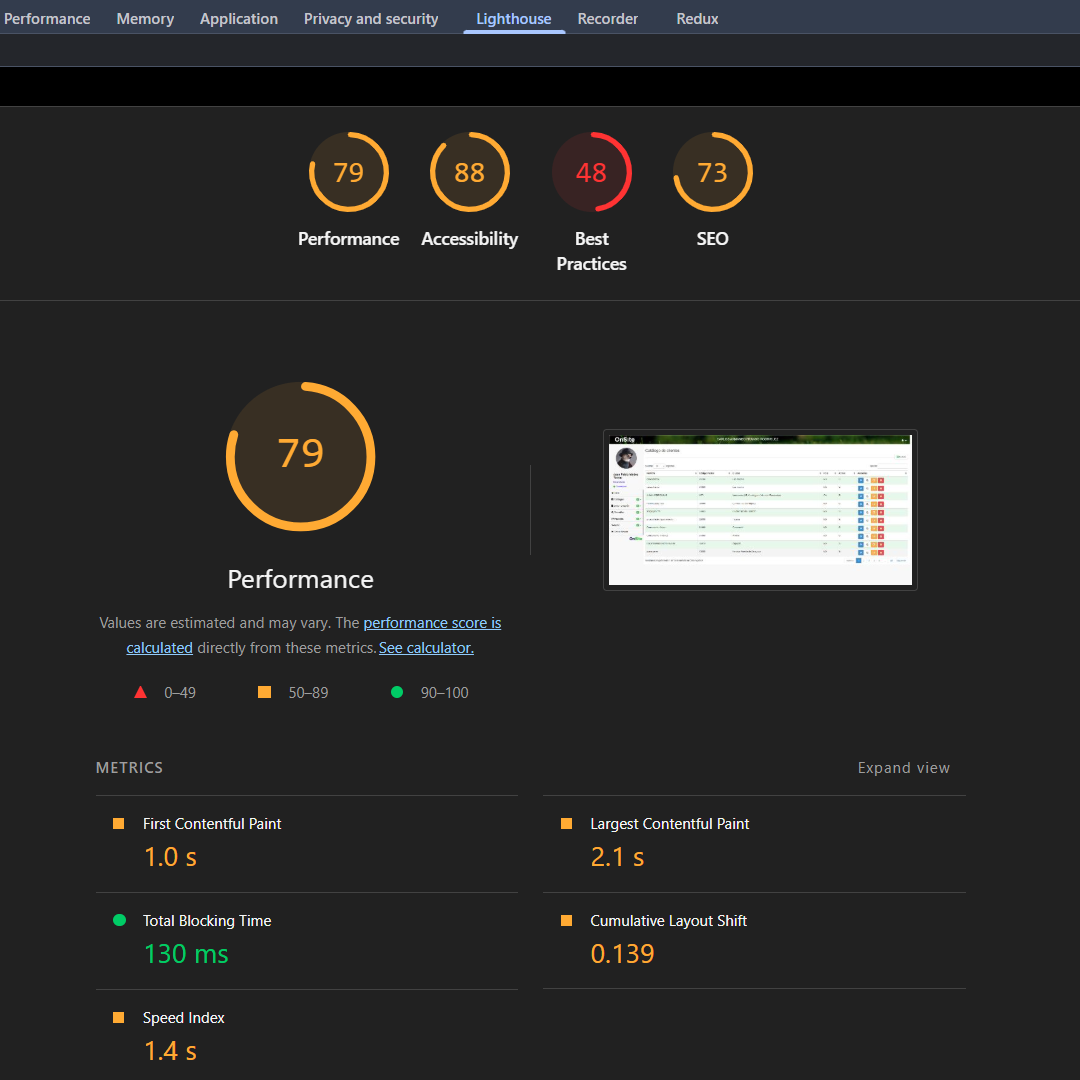 Performance Memory Application Privacy and security Lighthouse Recorder Redux
79 88 48 73
Performance Accessibility Best Practices SEO
79
Performance
Values are estimated and may vary. The performance score is
calculated directly from these metrics. See calculator.
0–49 50–89 90–100
OnSite
METRICS Expand view
First Contentful Paint
1.0 s
Largest Contentful Paint
2.1 s
Total Blocking Time
130 ms
Cumulative Layout Shift
0.139
Speed Index
1.4 s